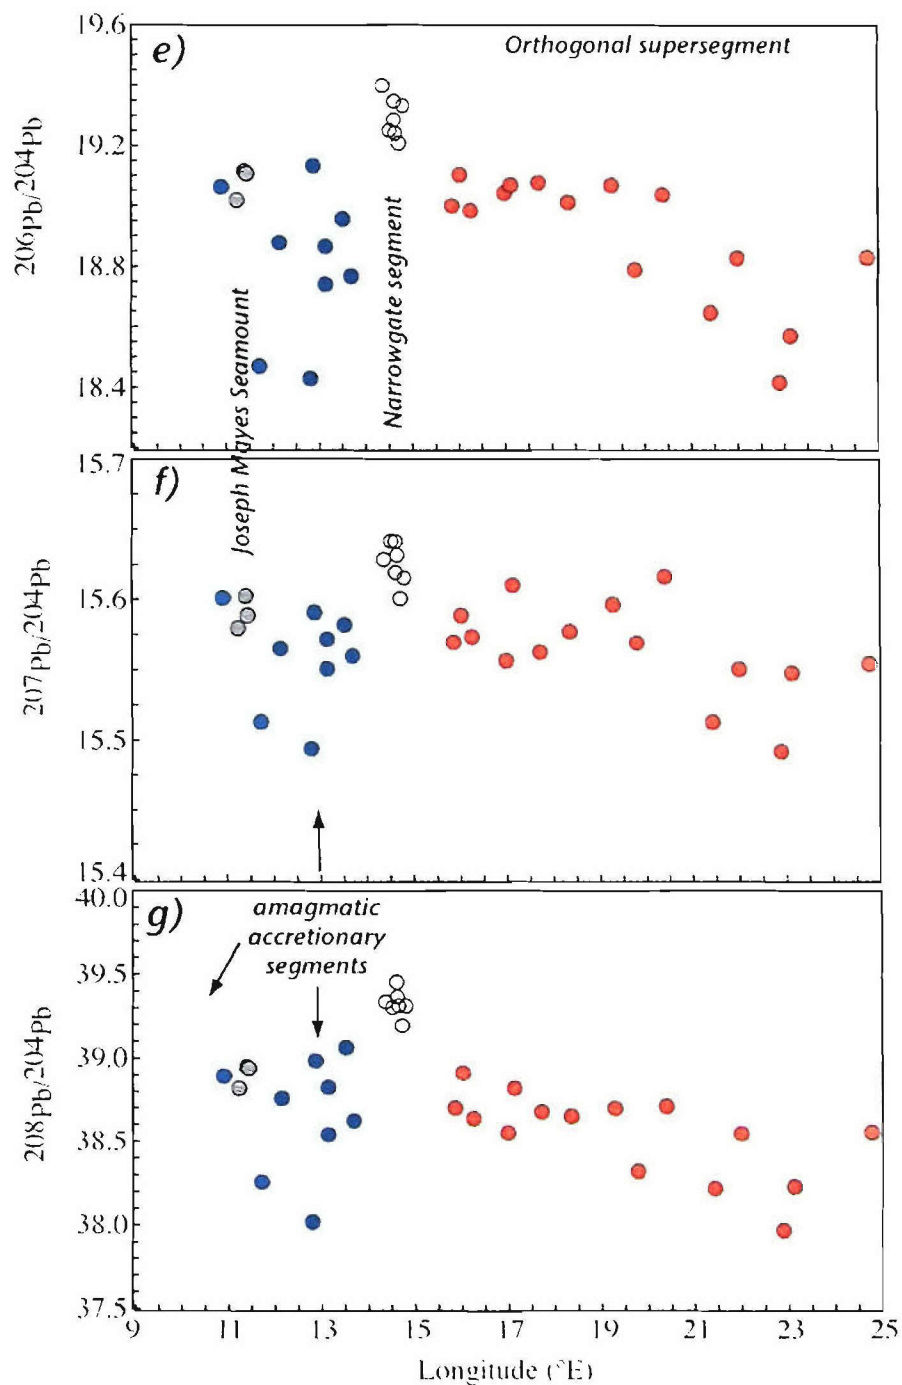 19.6
e)
Orthogonal supersegment
19.2
18.8
18.4
206Pb/204Pb
Joseph Mayes Seamount
Narrowgate segment
15.7
f)
15.6
15.5
15.4
207Pb/204Pb
40.0
g)
amagmatic
accretionary
segments
39.5
39.0
38.5
38.0
37.5
208Pb/204Pb
9 11 13 15 17 19 21 23 25
Longitude (°E)